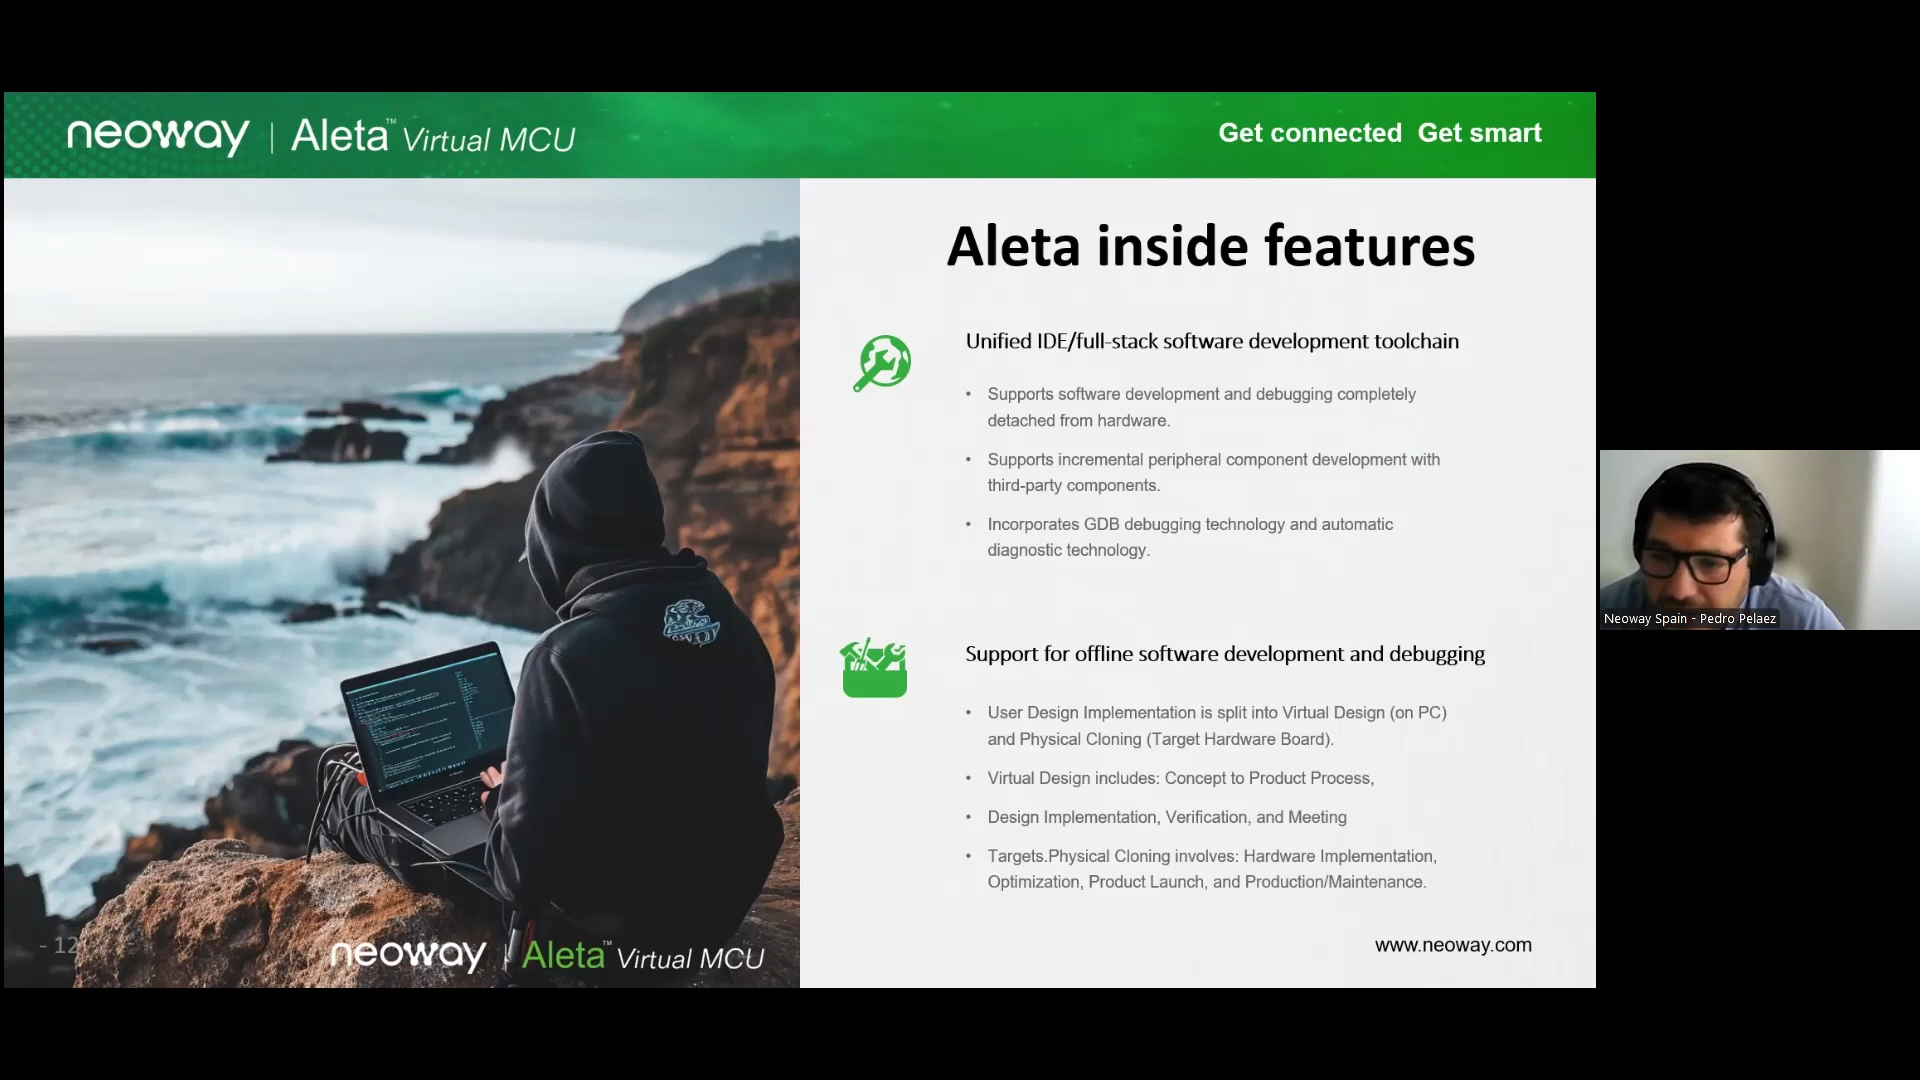 neoway | Aleta™ Virtual MCU
Get connected Get smart
Aleta inside features
Unified IDE/full-stack software development toolchain
• Supports software development and debugging completely
detached from hardware.
• Supports incremental peripheral component development with
third-party components.
• Incorporates GDB debugging technology and automatic
diagnostic technology.
Support for offline software development and debugging
• User Design Implementation is split into Virtual Design (on PC)
and Physical Cloning (Target Hardware Board).
• Virtual Design includes: Concept to Product Process,
• Design Implementation, Verification, and Meeting
• Targets.Physical Cloning involves: Hardware Implementation,
Optimization, Product Launch, and Production/Maintenance.
- 12
neoway | Aleta™ Virtual MCU
www.neoway.com
Neoway Spain - Pedro Pelaez